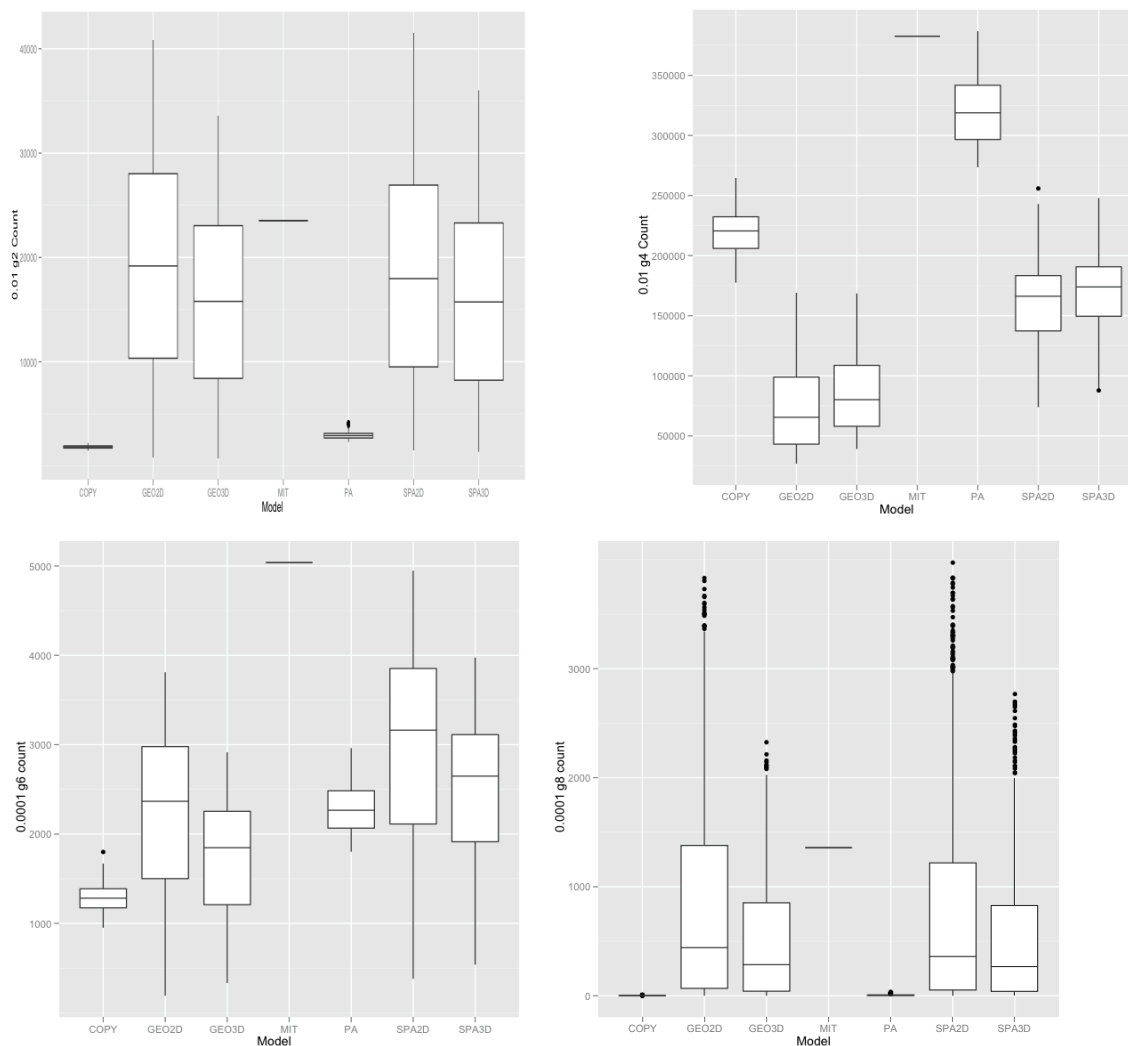 0.01 g2 Count
40000
30000
20000
10000
COPY GEO2D GEO3D MIT PA SPA2D SPA3D
Model
0.01 g4 Count
350000
300000
250000
200000
150000
100000
50000
COPY GEO2D GEO3D MIT PA SPA2D SPA3D
Model
0.0001 g6 count
5000
4000
3000
2000
1000
COPY GEO2D GEO3D MIT PA SPA2D SPA3D
Model
0.0001 g8 count
3000
2000
1000
0
COPY GEO2D GEO3D MIT PA SPA2D SPA3D
Model